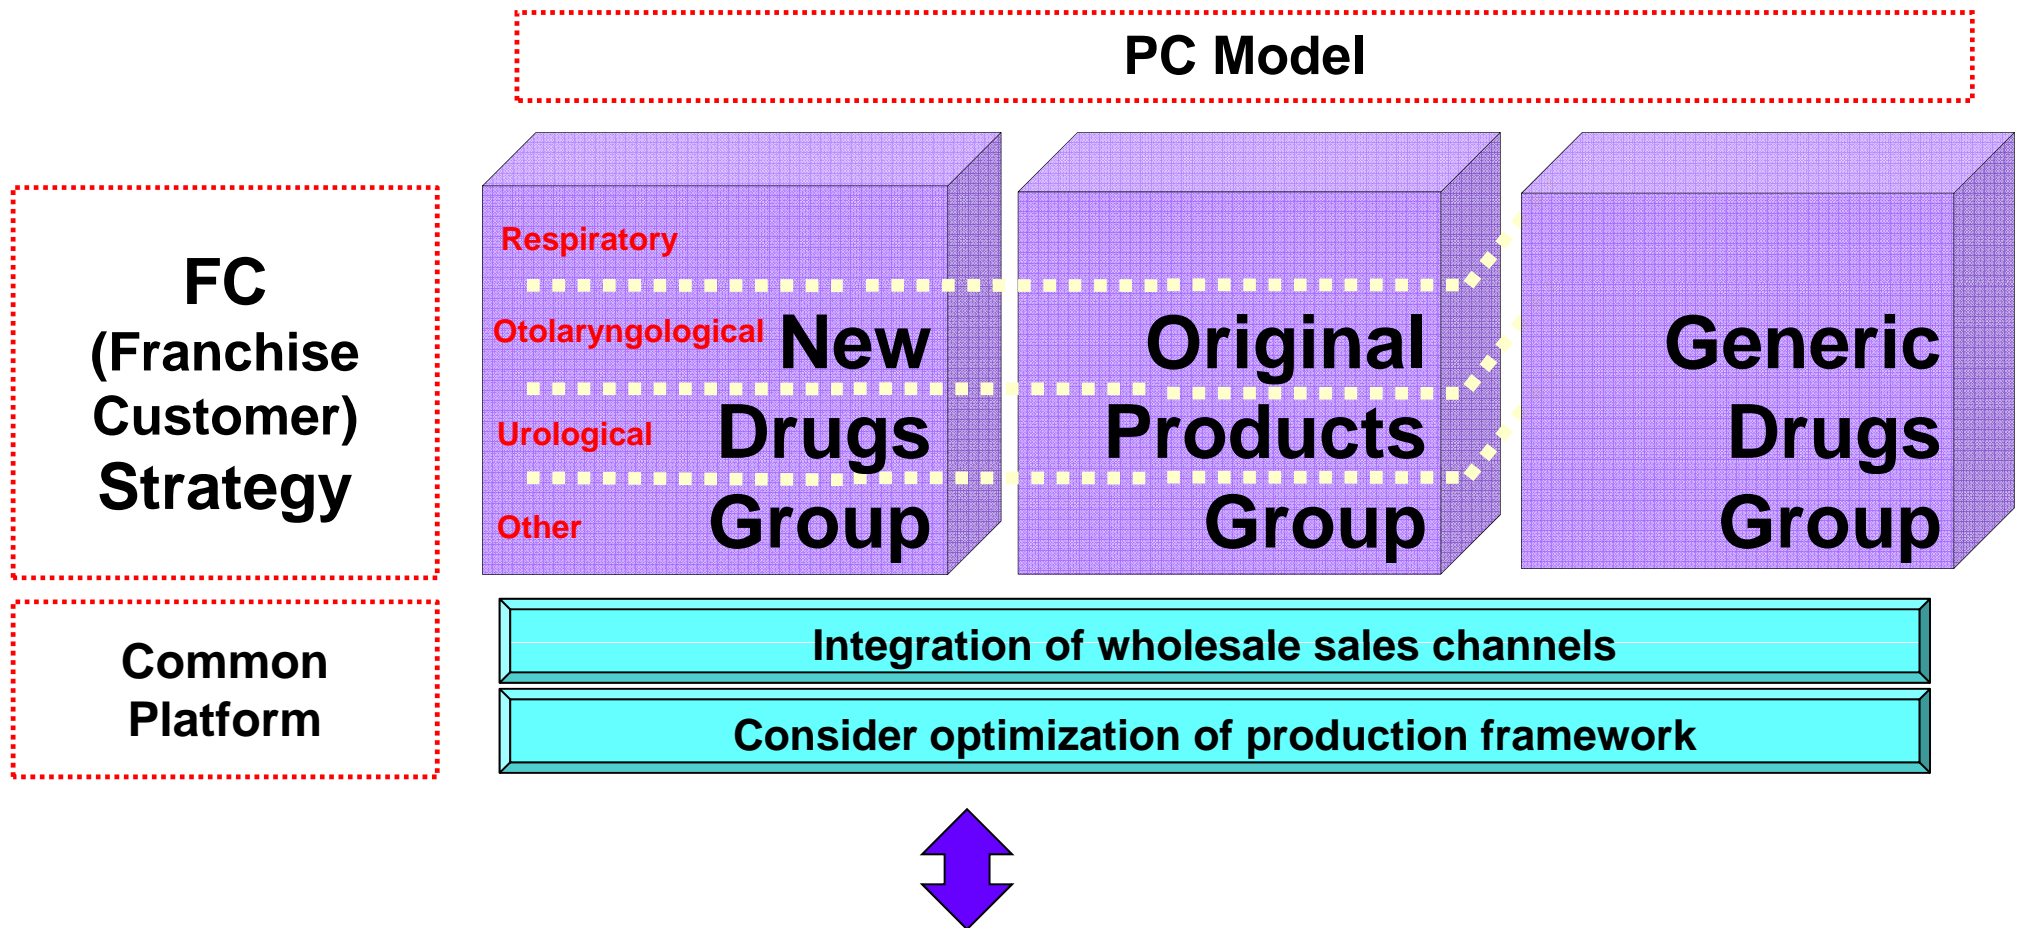 PC Model
FC
(Franchise
Customer)
Strategy
Respiratory
Otolaryngological
Urological
Other
New
Drugs
Group
Original
Products
Group
Generic
Drugs
Group
Common
Platform
Integration of wholesale sales channels
Consider optimization of production framework